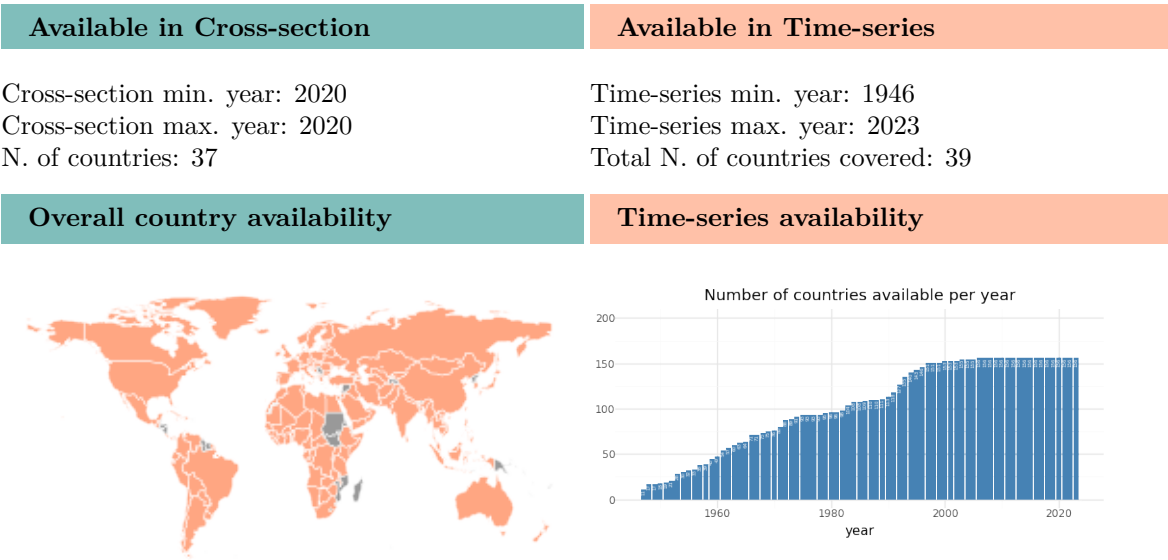 Available in Cross-section
Available in Time-series
Cross-section min. year: 2020
Cross-section max. year: 2020
N. of countries: 37
Time-series min. year: 1946
Time-series max. year: 2023
Total N. of countries covered: 39
Overall country availability
Time-series availability
Number of countries available per year
200
150
100
50
0
1960 1980 2000 2020
year